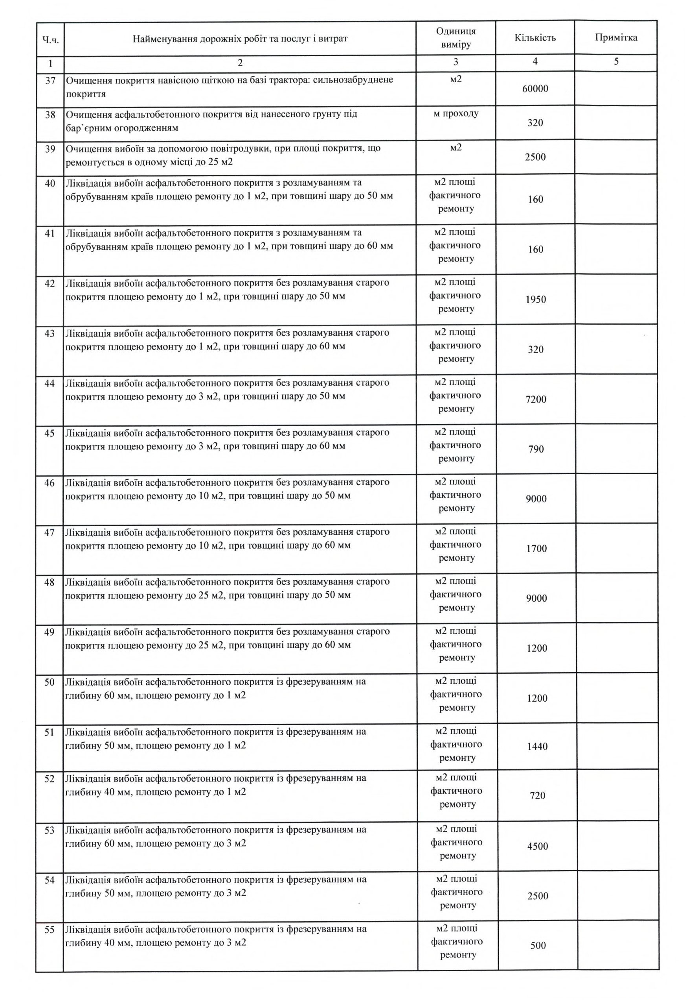 Ч.ч.
Найменування дорожніх робіт та послуг і витрат
Одиниця
виміру
Кількість
Примітка
1
2
3
4
5
37
Очищення покриття навісною щіткою на базі трактора: сильнозабруднене
покриття
м2
60000
38
Очищення асфальтобетонного покриття від нанесеного ґрунту під
бар`єрним огородженням
м проходу
320
39
Очищення вибоїн за допомогою повітродувки, при площі покриття, що
ремонтується в одному місці до 25 м2
м2
2500
40
Ліквідація вибоїн асфальтобетонного покриття з розламуванням та
обрубуванням країв площею ремонту до 1 м2, при товщині шару до 50 мм
м2 площі
фактичного
ремонту
160
41
Ліквідація вибоїн асфальтобетонного покриття з розламуванням та
обрубуванням країв площею ремонту до 1 м2, при товщині шару до 60 мм
м2 площі
фактичного
ремонту
160
42
Ліквідація вибоїн асфальтобетонного покриття без розламування старого
покриття площею ремонту до 1 м2, при товщині шару до 50 мм
м2 площі
фактичного
ремонту
1950
43
Ліквідація вибоїн асфальтобетонного покриття без розламування старого
покриття площею ремонту до 1 м2, при товщині шару до 60 мм
м2 площі
фактичного
ремонту
320
44
Ліквідація вибоїн асфальтобетонного покриття без розламування старого
покриття площею ремонту до 3 м2, при товщині шару до 50 мм
м2 площі
фактичного
ремонту
7200
45
Ліквідація вибоїн асфальтобетонного покриття без розламування старого
покриття площею ремонту до 3 м2, при товщині шару до 60 мм
м2 площі
фактичного
ремонту
790
46
Ліквідація вибоїн асфальтобетонного покриття без розламування старого
покриття площею ремонту до 10 м2, при товщині шару до 50 мм
м2 площі
фактичного
ремонту
9000
47
Ліквідація вибоїн асфальтобетонного покриття без розламування старого
покриття площею ремонту до 10 м2, при товщині шару до 60 мм
м2 площі
фактичного
ремонту
1700
48
Ліквідація вибоїн асфальтобетонного покриття без розламування старого
покриття площею ремонту до 25 м2, при товщині шару до 50 мм
м2 площі
фактичного
ремонту
9000
49
Ліквідація вибоїн асфальтобетонного покриття без розламування старого
покриття площею ремонту до 25 м2, при товщині шару до 60 мм
м2 площі
фактичного
ремонту
1200
50
Ліквідація вибоїн асфальтобетонного покриття із фрезеруванням на
глибину 60 мм, площею ремонту до 1 м2
м2 площі
фактичного
ремонту
1200
51
Ліквідація вибоїн асфальтобетонного покриття із фрезеруванням на
глибину 50 мм, площею ремонту до 1 м2
м2 площі
фактичного
ремонту
1440
52
Ліквідація вибоїн асфальтобетонного покриття із фрезеруванням на
глибину 40 мм, площею ремонту до 1 м2
м2 площі
фактичного
ремонту
720
53
Ліквідація вибоїн асфальтобетонного покриття із фрезеруванням на
глибину 60 мм, площею ремонту до 3 м2
м2 площі
фактичного
ремонту
4500
54
Ліквідація вибоїн асфальтобетонного покриття із фрезеруванням на
глибину 50 мм, площею ремонту до 3 м2
м2 площі
фактичного
ремонту
2500
55
Ліквідація вибоїн асфальтобетонного покриття із фрезеруванням на
глибину 40 мм, площею ремонту до 3 м2
м2 площі
фактичного
ремонту
500